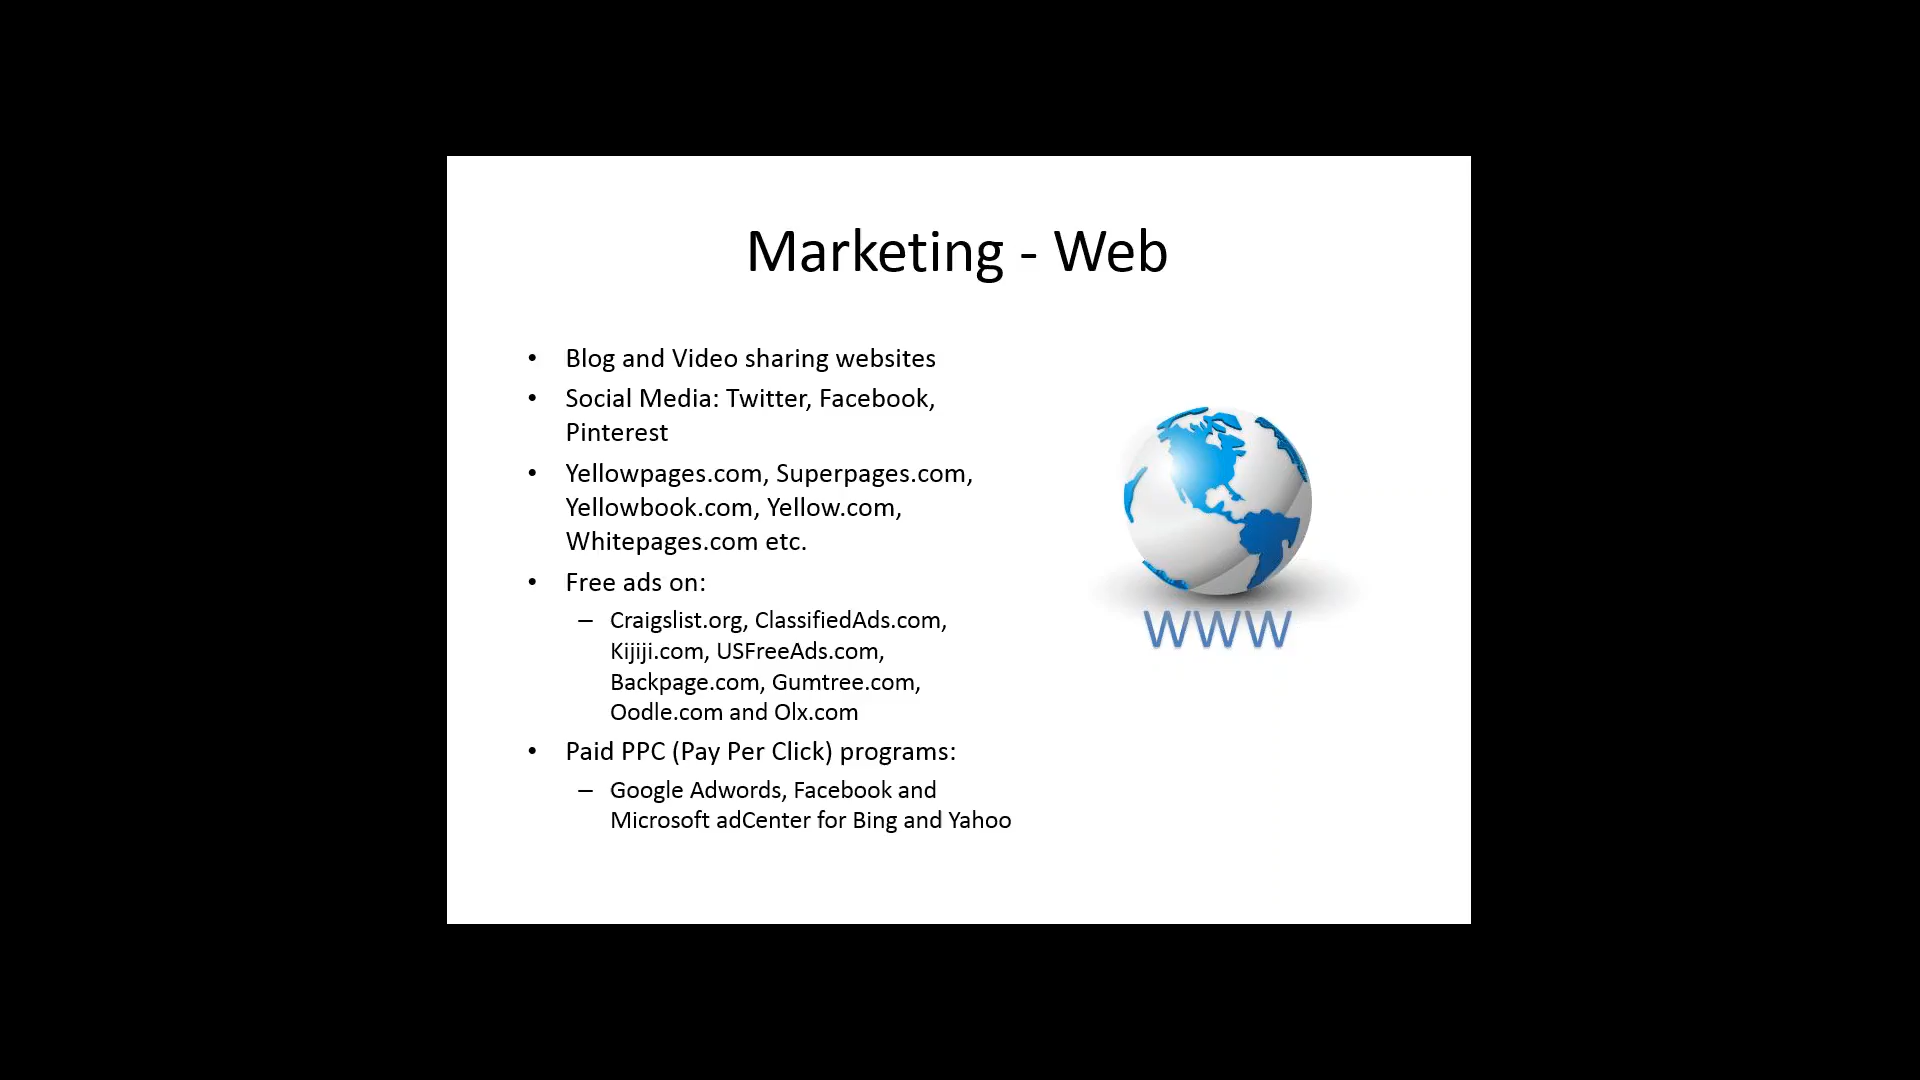 Marketing - Web
• Blog and Video sharing websites
• Social Media: Twitter, Facebook,
Pinterest
• Yellowpages.com, Superpages.com,
Yellowbook.com, Yellow.com,
Whitepages.com etc.
• Free ads on:
– Craigslist.org, ClassifiedAds.com,
Kijiji.com, USFreeAds.com,
Backpage.com, Gumtree.com,
Oodle.com and Olx.com
• Paid PPC (Pay Per Click) programs:
– Google Adwords, Facebook and
Microsoft adCenter for Bing and Yahoo
WWW